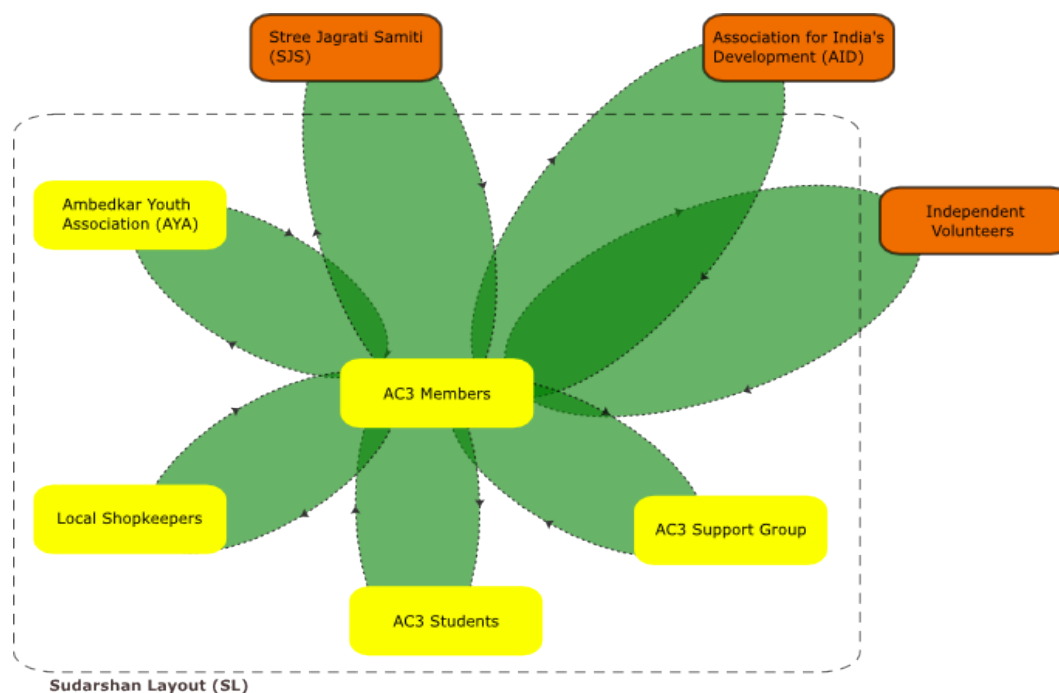 Stree Jagrati Samiti
(SJS)
Association for India's
Development (AID)
Ambedkar Youth
Association (AYA)
Independent
Volunteers
AC3 Members
Local Shopkeepers
AC3 Support Group
AC3 Students
Sudarshan Layout (SL)